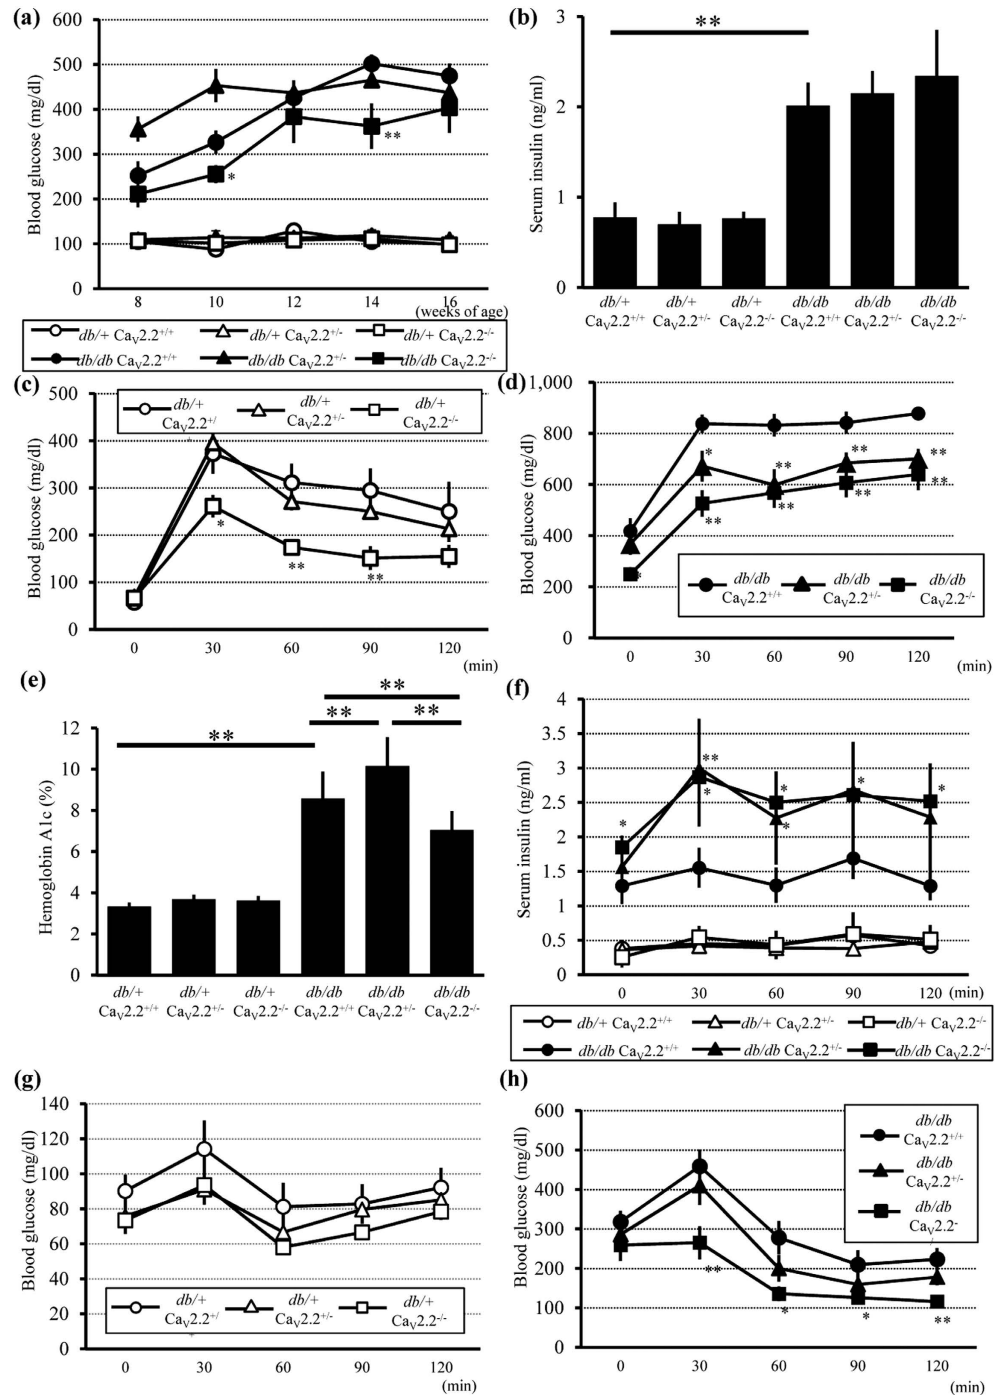 (a)
Blood glucose (mg/dl)
600
500
400
300
200
100
0
*
**
8 10 12 14 16
(weeks of age)
db/+ CaV2.2+/+ db/+ CaV2.2+/- db/+ CaV2.2-/-
db/db CaV2.2+/+ db/db CaV2.2+/- db/db CaV2.2-/-
(b)
Serum insulin (ng/ml)
3
2
1
0
**
db/+ db/+ db/+ db/db db/db db/db
CaV2.2+/+ CaV2.2+/- CaV2.2-/- CaV2.2+/+ CaV2.2+/- CaV2.2-/-
(c)
Blood glucose (mg/dl)
500
400
300
200
100
0
db/+ db/+ db/+
CaV2.2+/ CaV2.2+/- CaV2.2-/-
*
**
**
0 30 60 90 120
(min)
(d)
Blood glucose (mg/dl)
1,000
800
600
400
200
0
*
**
**
**
**
**
**
**
*
db/db db/db db/db
CaV2.2+/+ CaV2.2+/- CaV2.2-/-
0 30 60 90 120
(min)
(e)
Hemoglobin A1c (%)
12
10
8
6
4
2
0
**
**
**
**
db/+ db/+ db/+ db/db db/db db/db
CaV2.2+/+ CaV2.2+/- CaV2.2-/- CaV2.2+/+ CaV2.2+/- CaV2.2-/-
(f)
Serum insulin (ng/ml)
4
3.5
3
2.5
2
1.5
1
0.5
0
*
**
*
*
*
*
*
0 30 60 90 120 (min)
db/+ CaV2.2+/+ db/+ CaV2.2+/- db/+ CaV2.2-/-
db/db CaV2.2+/+ db/db CaV2.2+/- db/db CaV2.2-/-
(g)
Blood glucose (mg/dl)
140
120
100
80
60
40
20
0
db/+ db/+ db/+
CaV2.2+/ CaV2.2+/- CaV2.2-/-
0 30 60 90 120
(min)
(h)
Blood glucose (mg/dl)
600
500
400
300
200
100
0
db/db
CaV2.2+/+
db/db
CaV2.2+/-
db/db
CaV2.2-
/
**
*
*
**
0 30 60 90 120
(min)